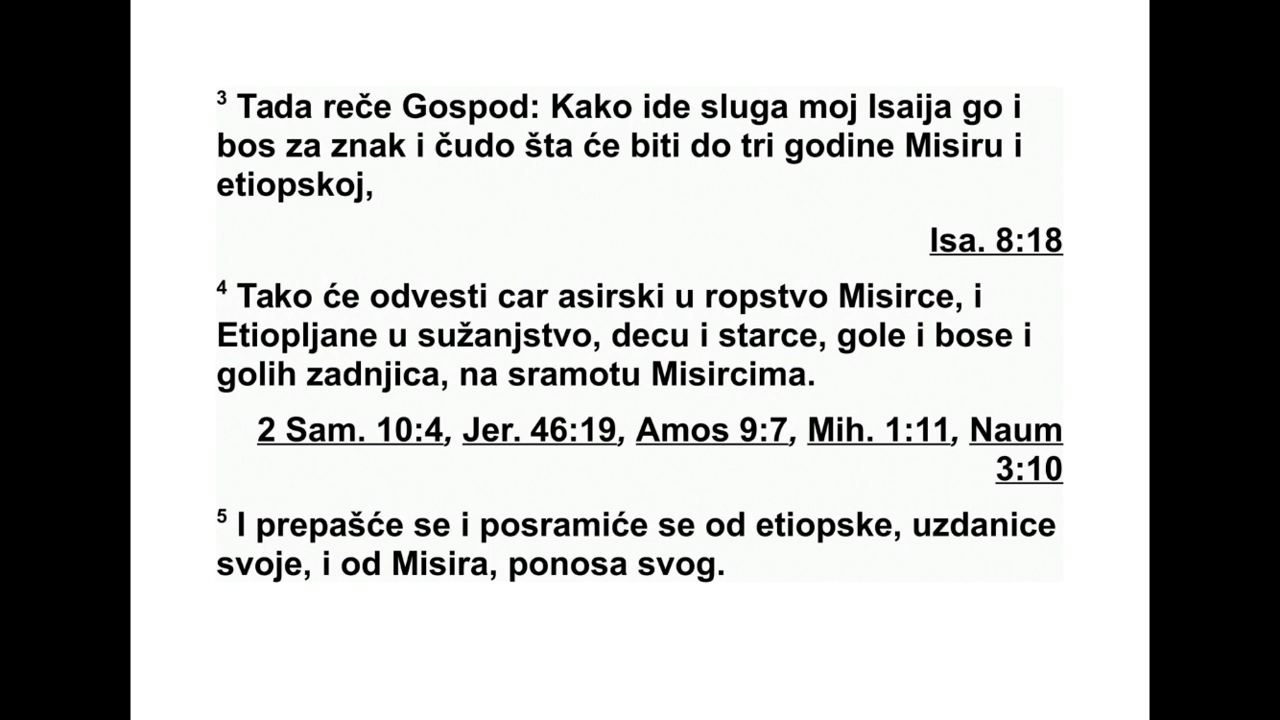 3 Tada reče Gospod: Kako ide sluga moj Isaija go i
bos za znak i čudo šta će biti do tri godine Misiru i
etiopskoj,
Isa. 8:18
4 Tako će odvesti car asirski u ropstvo Misirce, i
Etiopljane u sužanjstvo, decu i starce, gole i bose i
golih zadnjica, na sramotu Misircima.
2 Sam. 10:4, Jer. 46:19, Amos 9:7, Mih. 1:11, Naum
3:10
5 I prepašće se i posramiće se od etiopske, uzdanice
svoje, i od Misira, ponosa svog.